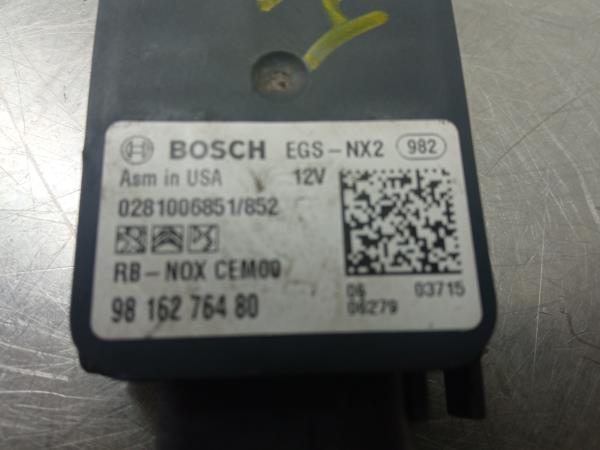 BOSCH EGS-NX2 982
Asm in USA 12V
0281006851/852
RB-NOX CEM00
98 162 764 80
06 03715
06279